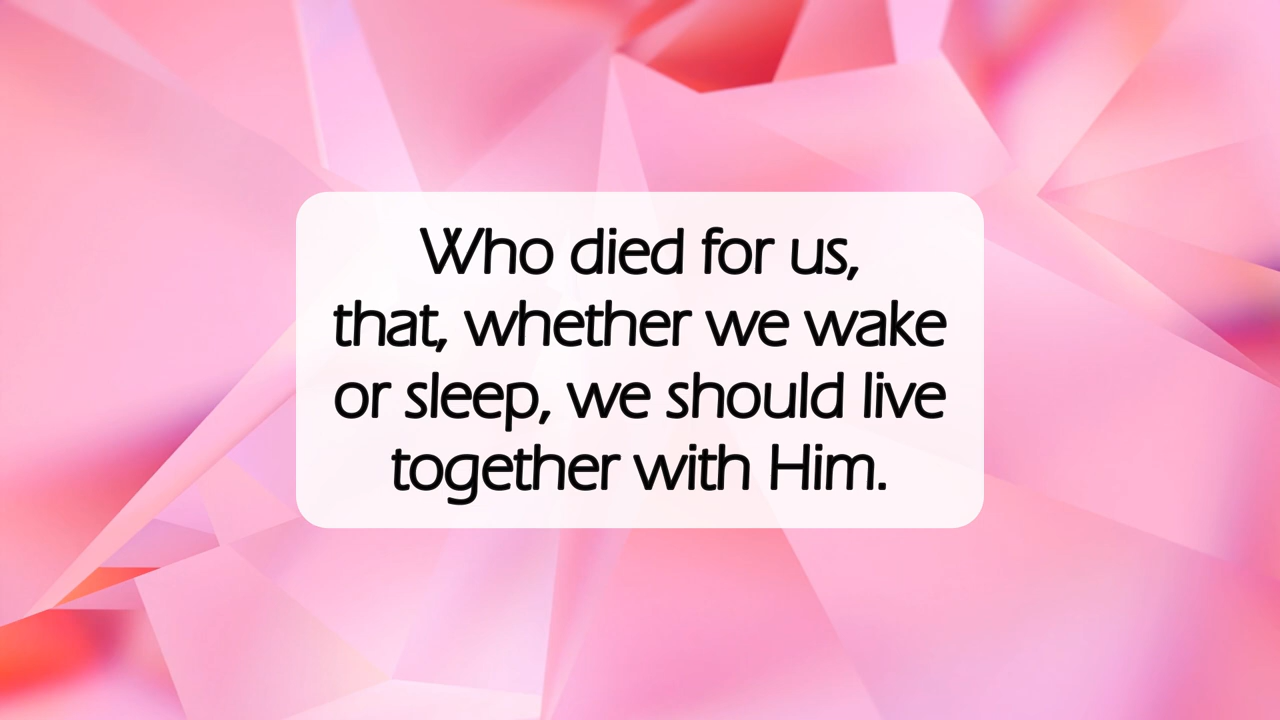 Who died for us,
that, whether we wake
or sleep, we should live
together with Him.